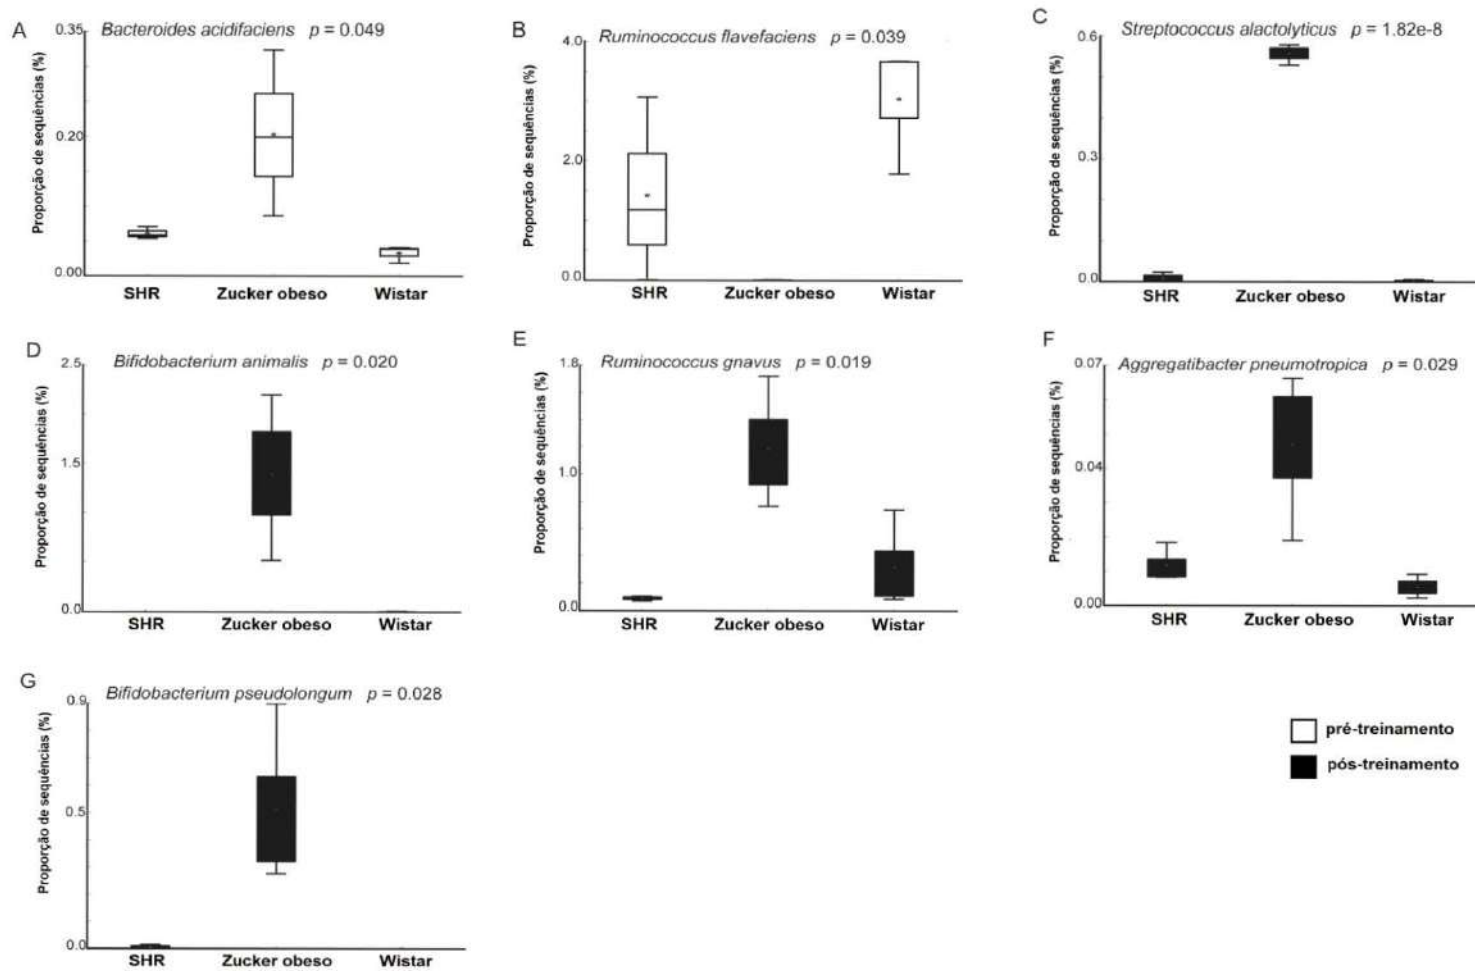 A
Bacteroides acidifaciens p = 0.049
Proporção de sequências (%)
0.35
0.20
0.00
SHR Zucker obeso Wistar
B
Ruminococcus flavefaciens p = 0.039
Proporção de sequências (%)
4.0
2.0
0.0
SHR Zucker obeso Wistar
C
Streptococcus alactolyticus p = 1.82e-8
Proporção de sequências (%)
0.6
0.3
0.0
SHR Zucker obeso Wistar
D
Bifidobacterium animalis p = 0.020
Proporção de sequências (%)
2.5
1.5
0.0
SHR Zucker obeso Wistar
E
Ruminococcus gnavus p = 0.019
Proporção de sequências (%)
1.8
1.0
0.0
SHR Zucker obeso Wistar
F
Aggregatibacter pneumotropica p = 0.029
Proporção de sequências (%)
0.07
0.04
0.00
SHR Zucker obeso Wistar
G
Bifidobacterium pseudolongum p = 0.028
Proporção de sequências (%)
0.9
0.5
0.0
SHR Zucker obeso Wistar
pré-treinamento
pós-treinamento